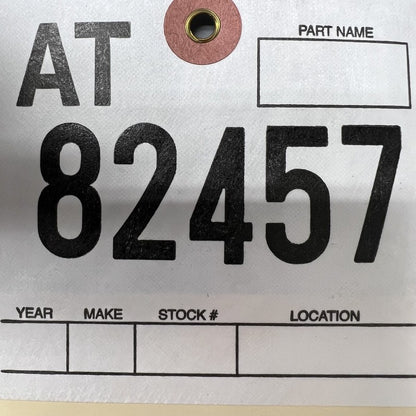 AT
PART NAME
82457
YEAR MAKE STOCK # LOCATION